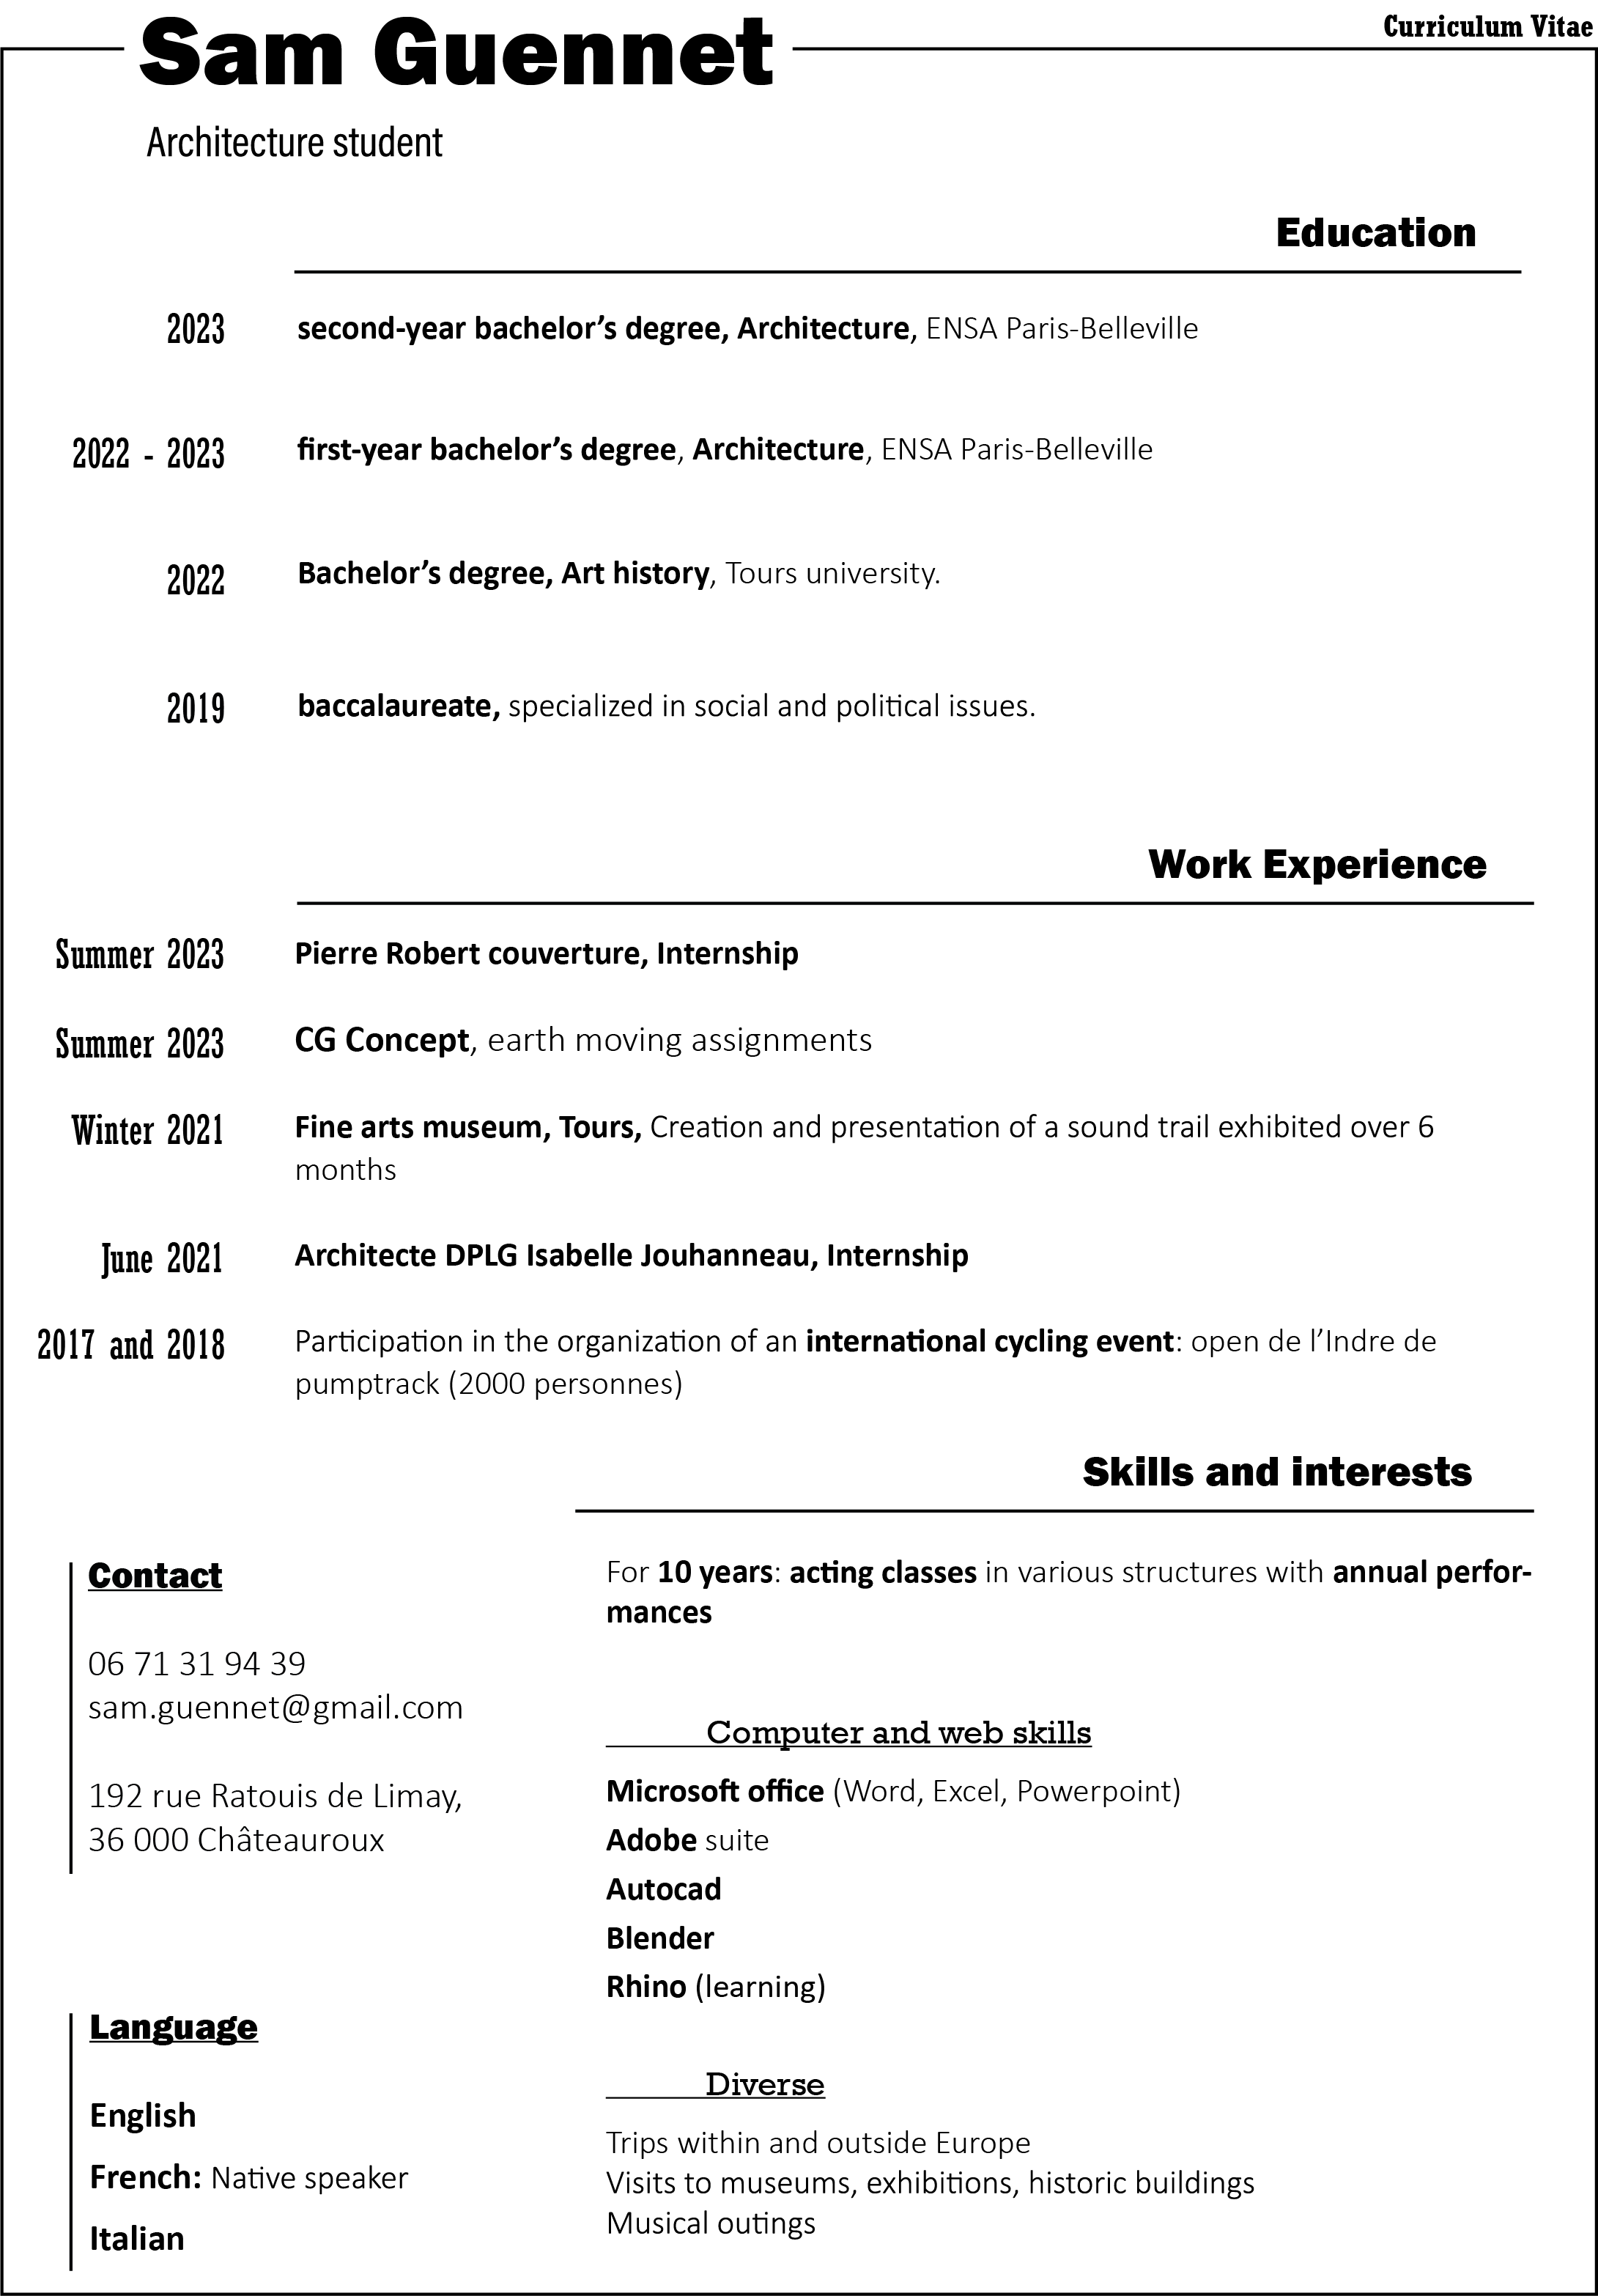 Curriculum Vitae
Sam Guennet
Architecture student
Education
2023 second-year bachelor’s degree, Architecture, ENSA Paris-Belleville
2022 - 2023 first-year bachelor’s degree, Architecture, ENSA Paris-Belleville
2022 Bachelor’s degree, Art history, Tours university.
2019 baccalaureate, specialized in social and political issues.
Work Experience
Summer 2023 Pierre Robert couverture, Internship
Summer 2023 CG Concept, earth moving assignments
Winter 2021 Fine arts museum, Tours, Creation and presentation of a sound trail exhibited over 6
months
June 2021 Architecte DPLG Isabelle Jouhanneau, Internship
2017 and 2018 Participation in the organization of an international cycling event: open de l’Indre de
pumptrack (2000 personnes)
Skills and interests
For 10 years: acting classes in various structures with annual perfor-
mances
Computer and web skills
Microsoft office (Word, Excel, Powerpoint)
Adobe suite
Autocad
Blender
Rhino (learning)
Diverse
Trips within and outside Europe
Visits to museums, exhibitions, historic buildings
Musical outings
Contact
06 71 31 94 39
sam.guennet@gmail.com
192 rue Ratouis de Limay,
36 000 Châteauroux
Language
English
French: Native speaker
Italian